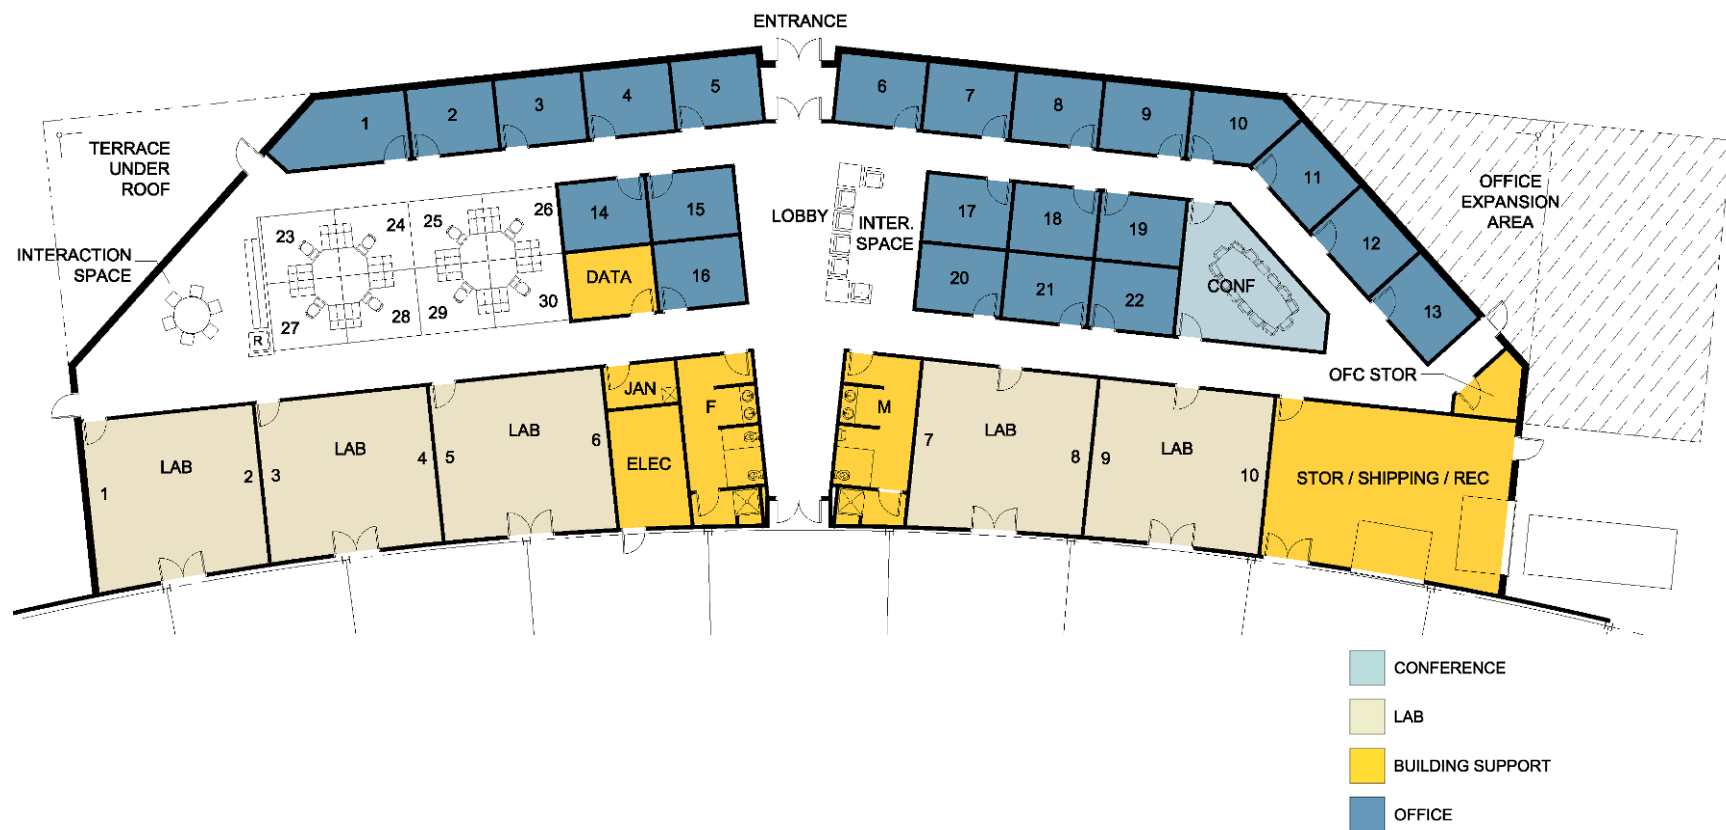 ENTRANCE
1
2
3
4
5
6
7
8
9
10
11
12
13
TERRACE
UNDER
ROOF
OFFICE
EXPANSION
AREA
INTERACTION
SPACE
23
24
25
26
27
28
29
30
R
14
15
DATA
16
LOBBY
INTER.
SPACE
17
18
19
20
21
22
CONF
OFC STOR
1
LAB
2
3
LAB
4
5
LAB
6
JAN
ELEC
F
M
7
LAB
8
9
LAB
10
STOR / SHIPPING / REC
CONFERENCE
LAB
BUILDING SUPPORT
OFFICE